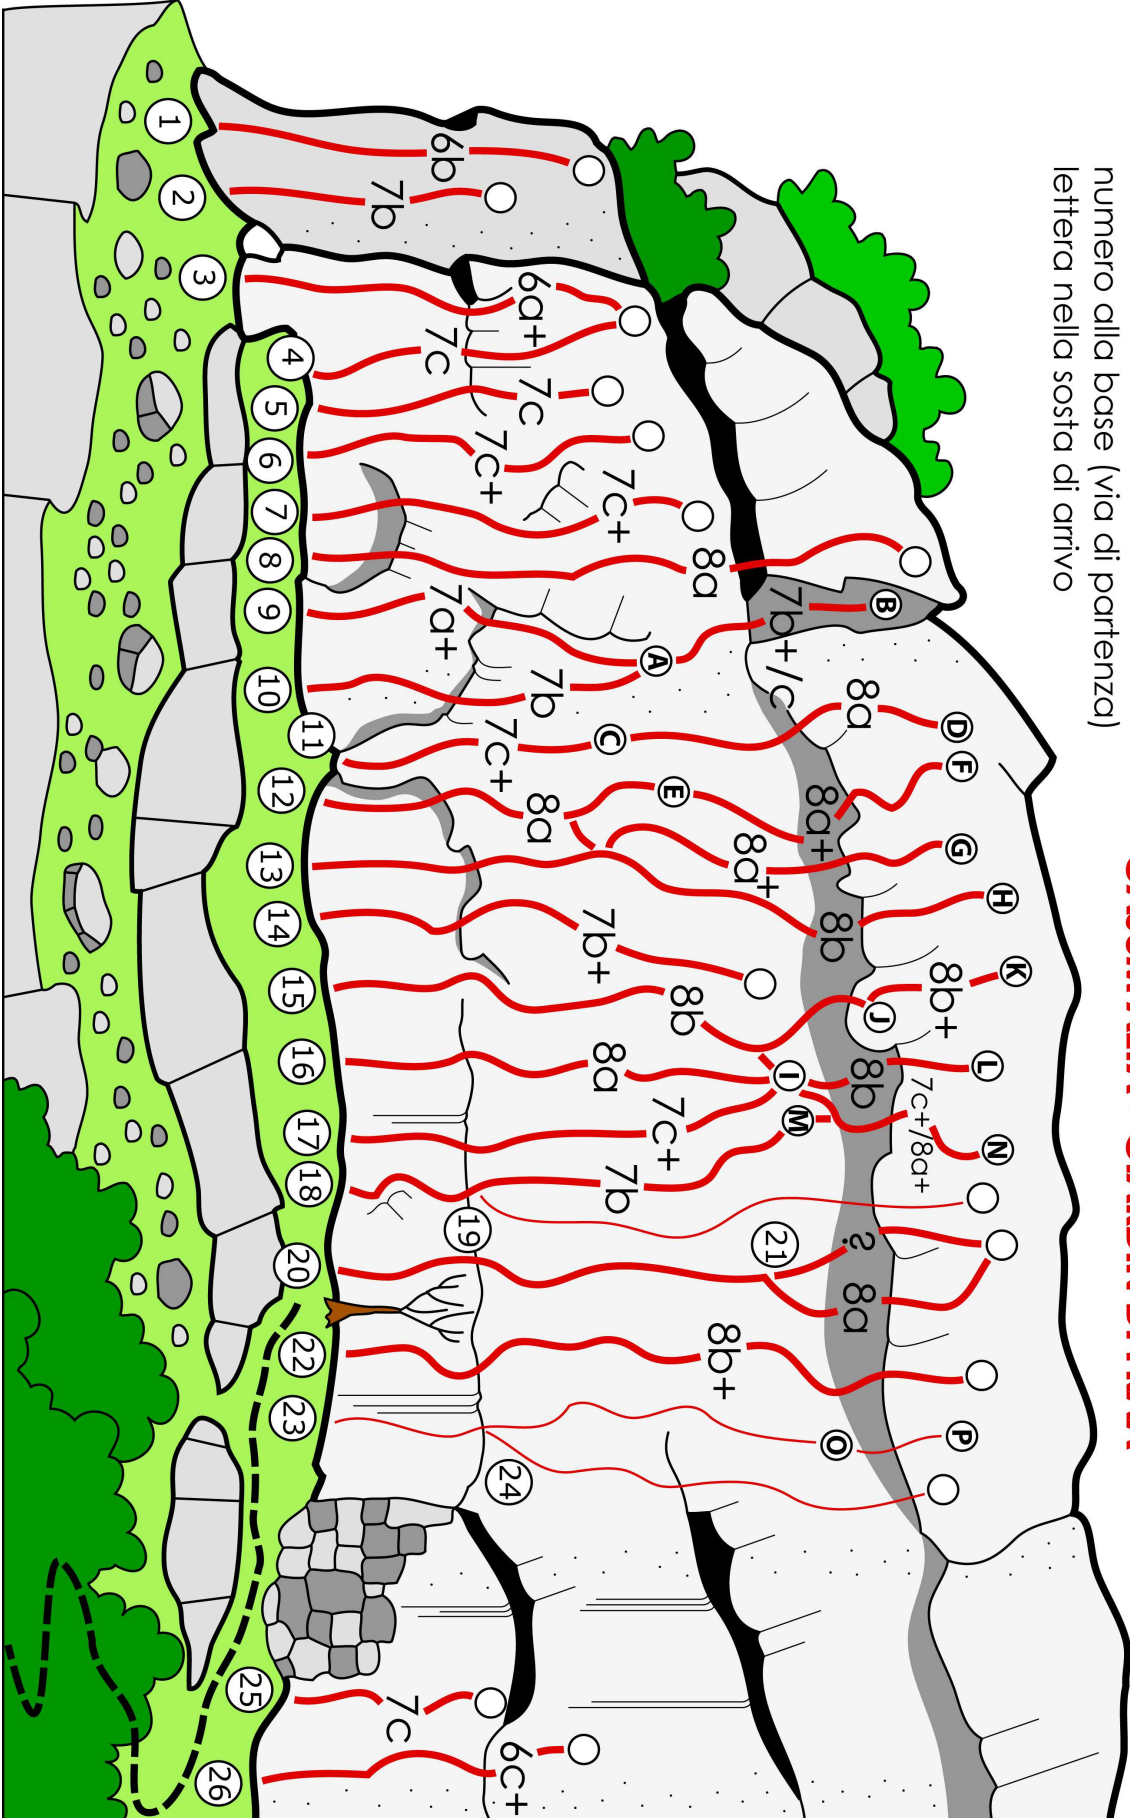 numero alla base (via di partenza)
lettera nella sosta di arrivo
D
F
G
H
K
L
N
P
8b+
7c+/8a+
B
8a
J
8b
?
8a
7b+/c
8a+
8b
I
M
21
O
8a
8a+
8b+
A
E
8b
7c+
7c+
C
7b+
8a
7b
6a+
7c
7b
8a
24
6c+
7c+
7c+
19
6b
7c
7a+
7b
7c
1
2
3
4
5
6
7
8
9
10
11
12
13
14
15
16
17
18
20
22
23
25
26